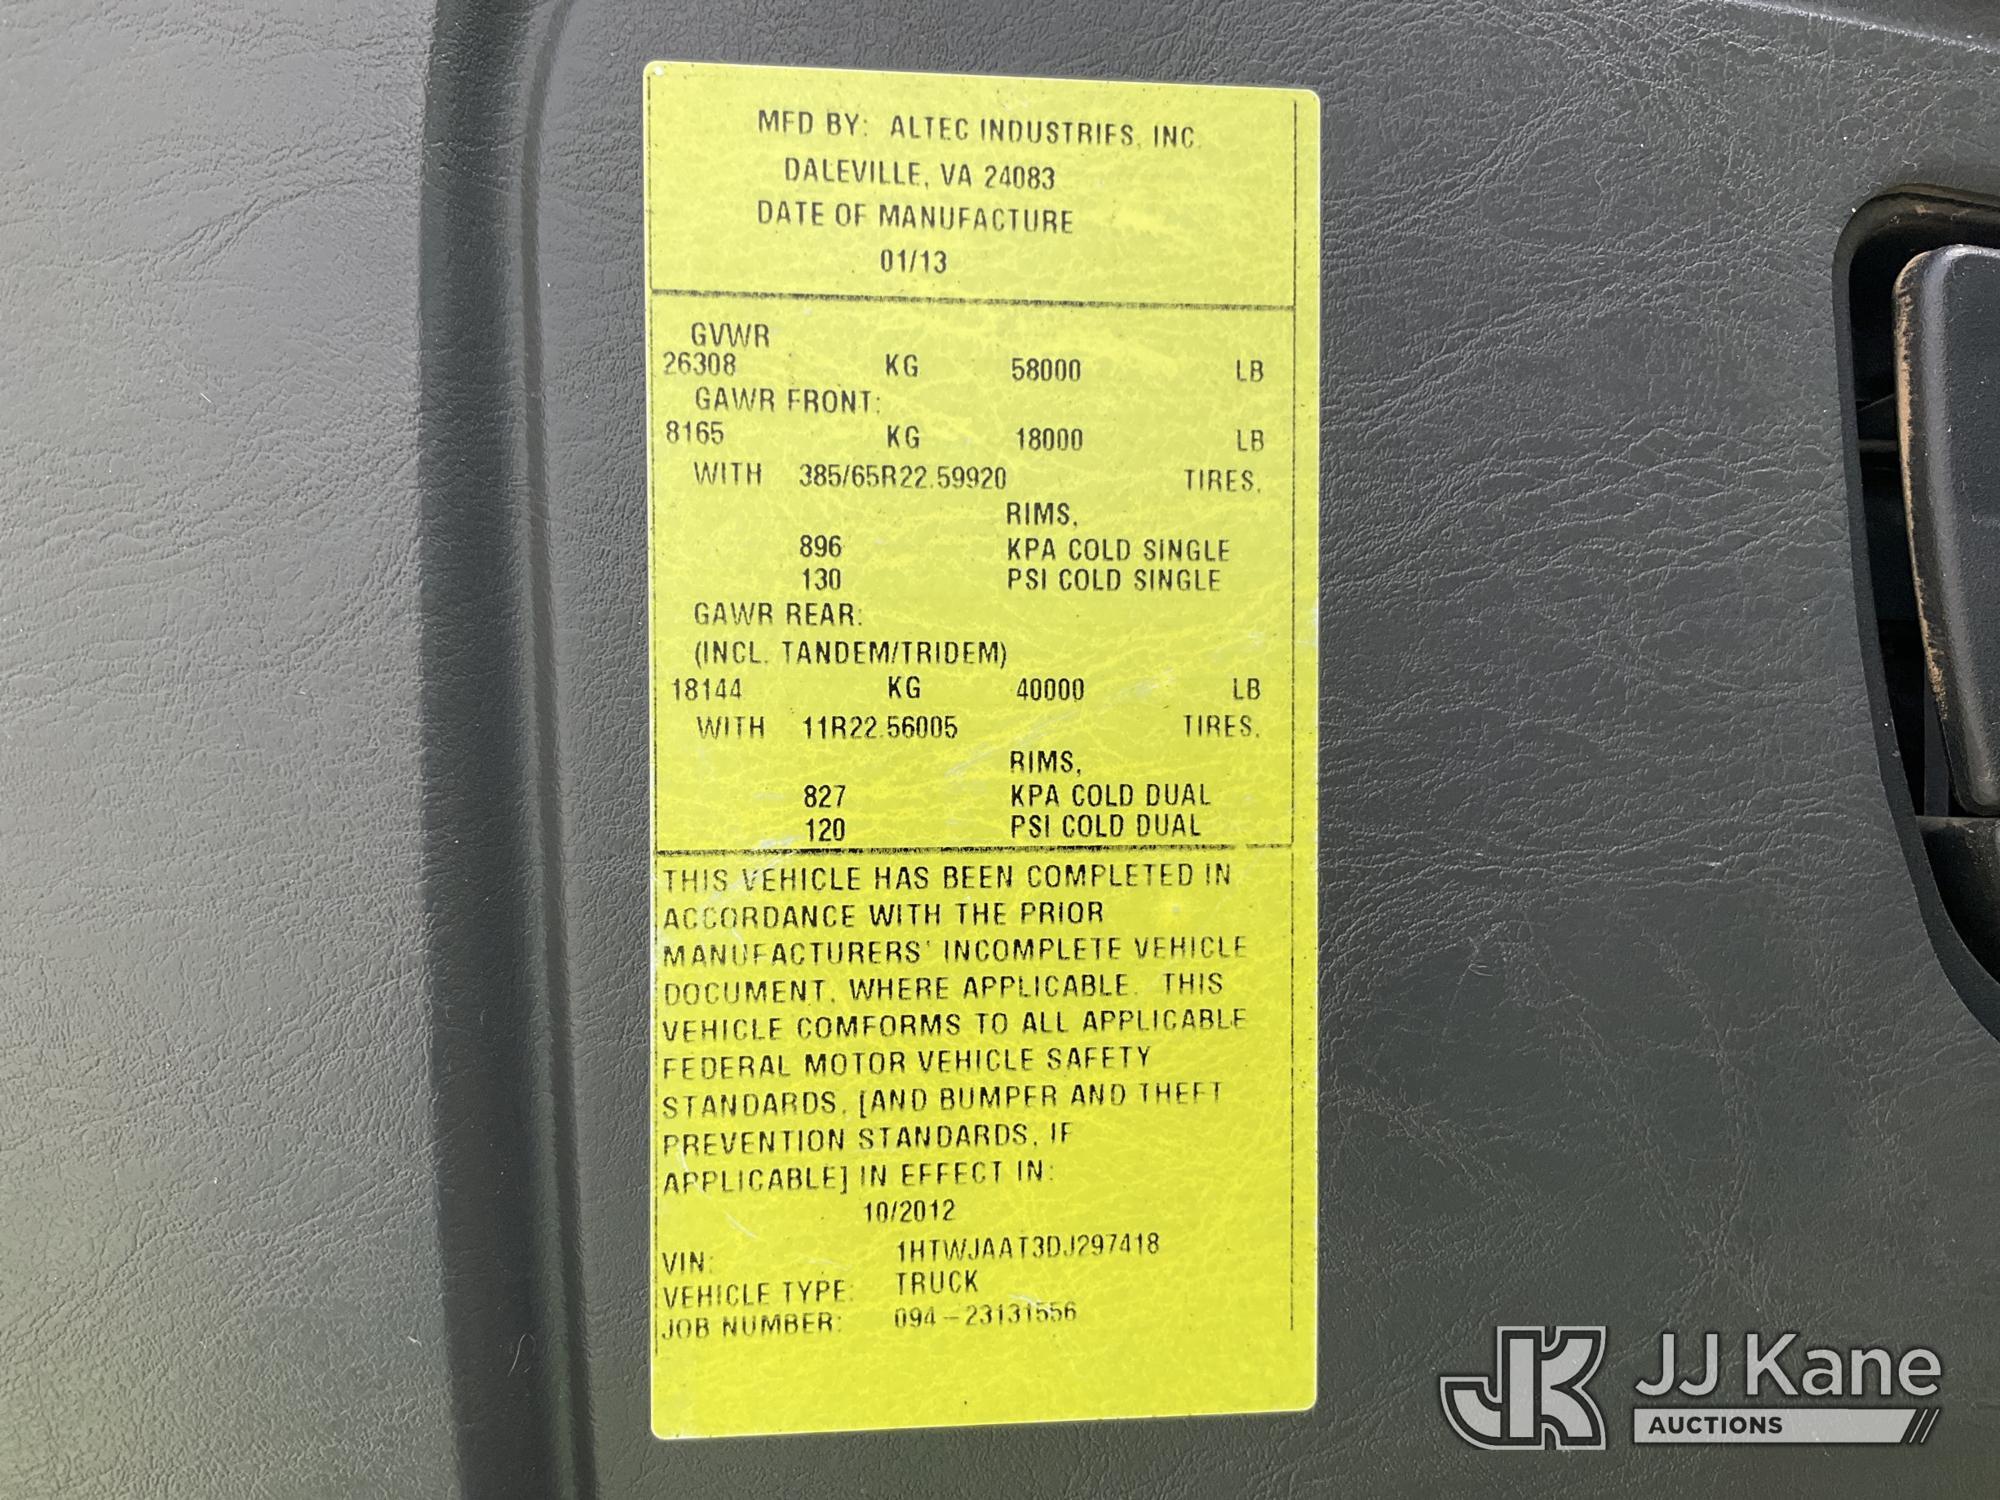 MFD BY: ALTEC INDUSTRIES, INC.
DALEVILLE, VA 24083
DATE OF MANUFACTURE
01/13
GVWR
26308 KG 58000 LB
GAWR FRONT:
8165 KG 18000 LB
WITH 385/65R22.59920 TIRES,
RIMS,
896 KPA COLD SINGLE
130 PSI COLD SINGLE
GAWR REAR:
(INCL. TANDEM/TRIDEM)
18144 KG 40000 LB
WITH 11R22.56005 TIRES,
RIMS,
827 KPA COLD DUAL
120 PSI COLD DUAL
THIS VEHICLE HAS BEEN COMPLETED IN
ACCORDANCE WITH THE PRIOR
MANUFACTURERS' INCOMPLETE VEHICLE
DOCUMENT, WHERE APPLICABLE. THIS
VEHICLE COMFORMS TO ALL APPLICABLE
FEDERAL MOTOR VEHICLE SAFETY
STANDARDS, [AND BUMPER AND THEFT
PREVENTION STANDARDS, IF
APPLICABLE] IN EFFECT IN:
10/2012
VIN: 1HTWJAAT3DJ297418
VEHICLE TYPE: TRUCK
JOB NUMBER: 094-23131556
JK JJ Kane
AUCTIONS